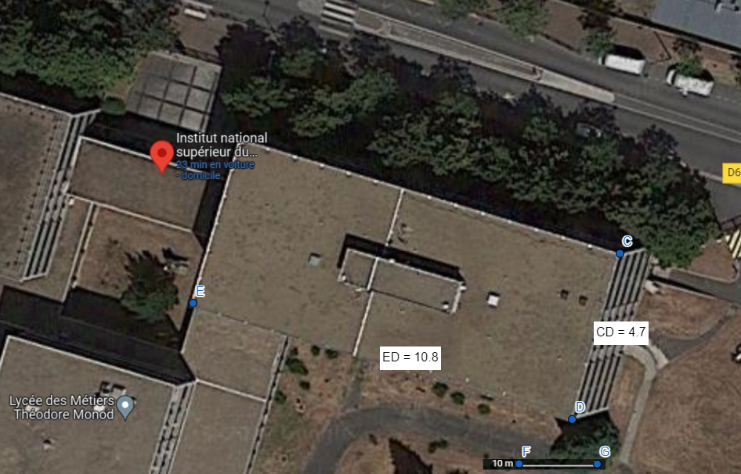 Institut national
supérieur du...
23 min en voiture
- domicile
D6
C
E
CD = 4.7
ED = 10.8
Lycée des Métiers
Théodore Monod
D
10 m
F
G